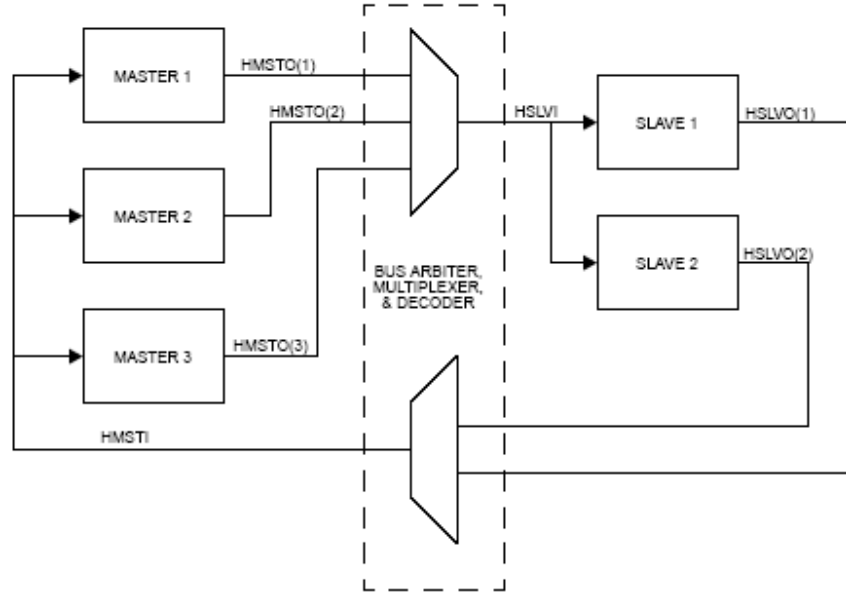 MASTER 1
HMSTO(1)
HMSTO(2)
HSLVI
SLAVE 1
HSLVO(1)
MASTER 2
SLAVE 2
HSLVO(2)
BUS ARBITER,
MULTIPLEXER,
& DECODER
MASTER 3
HMSTO(3)
HMSTI